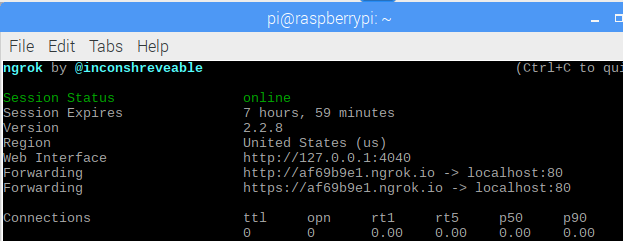 pi@raspberrypi: ~
File Edit Tabs Help
ngrok by @inconshreveable (Ctrl+C to qui
Session Status online
Session Expires 7 hours, 59 minutes
Version 2.2.8
Region United States (us)
Web Interface http://127.0.0.1:4040
Forwarding http://af69b9e1.ngrok.io -> localhost:80
Forwarding https://af69b9e1.ngrok.io -> localhost:80
Connections ttl opn rt1 rt5 p50 p90
0 0 0.00 0.00 0.00 0.00